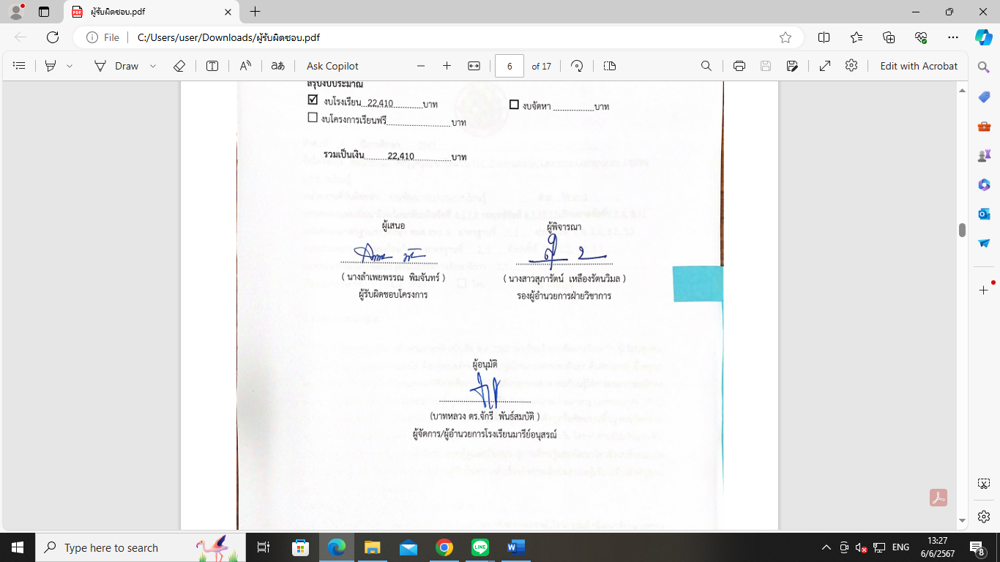 ผู้รับผิดชอบ.pdf
File
C:/Users/user/Downloads/ผู้รับผิดชอบ.pdf
Draw
Ask Copilot
6
of 17
Edit with Acrobat
สรุปงบประมาณ
☑ งบโรงเรียน...22,410..............บาท ☐ งบจัดหา ..............บาท
☐ งบโครงการเรียนฟรี......................บาท
รวมเป็นเงิน........22,410.............บาท
ผู้เสนอ ผู้พิจารณา
( นางลำเพยพรรณ พิมจันทร์ ) ( นางสาวสุภารัตน์ เหลืองรัตนวิมล )
ผู้รับผิดชอบโครงการ รองผู้อำนวยการฝ่ายวิชาการ
ผู้อนุมัติ
(บาทหลวง ดร.จักรี พันธ์สมบัติ )
ผู้จัดการ/ผู้อำนวยการโรงเรียนมารีย์อนุสรณ์
Type here to search
ENG
13:27
6/6/2567
8